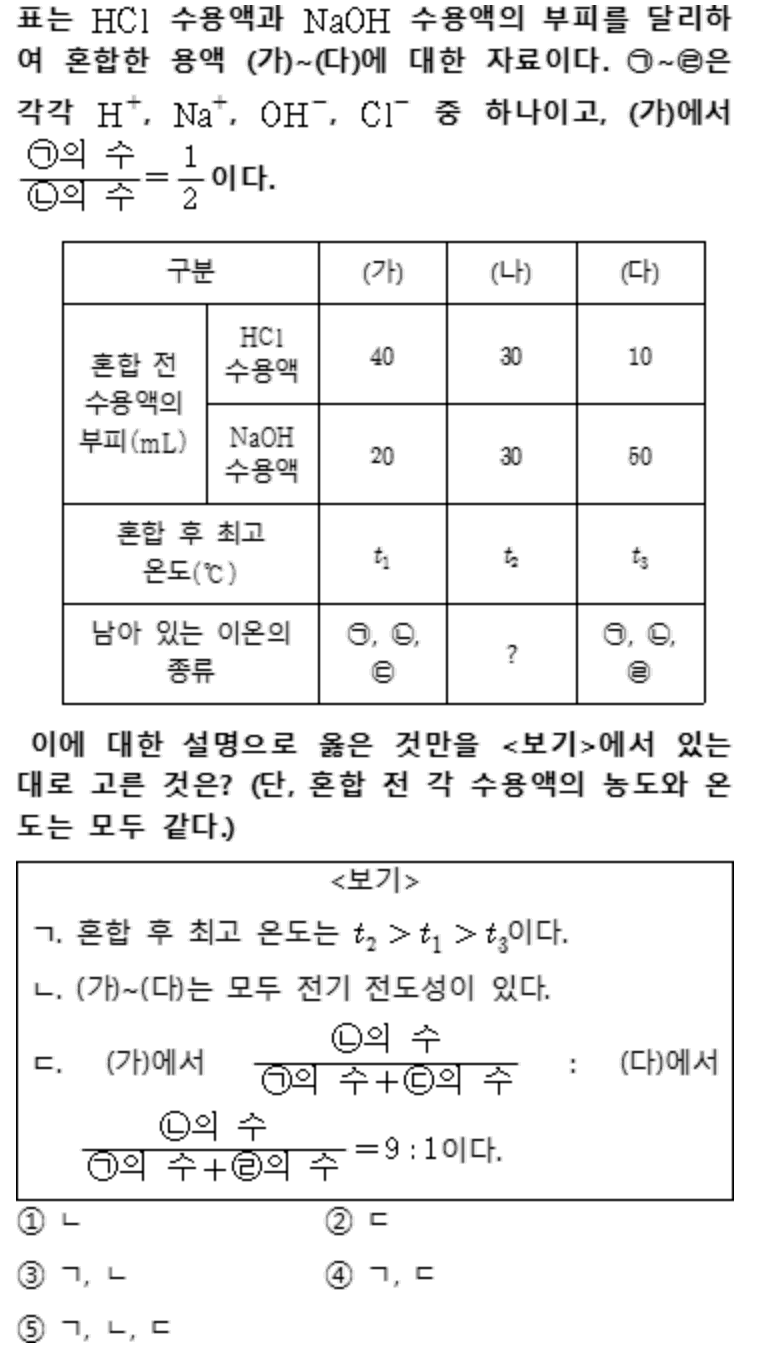 표는 HCl 수용액과 NaOH 수용액의 부피를 달리하
여 혼합한 용액 (가)~(다)에 대한 자료이다. ㉠~㉣은
각각 H⁺, Na⁺, OH⁻, Cl⁻ 중 하나이고, (가)에서
㉠의 수/㉡의 수 = 1/2 이다.
구분 (가) (나) (다)
혼합 전 수용액의 부피(mL) HCl 수용액 40 30 10
NaOH 수용액 20 30 50
혼합 후 최고 온도(℃) t₁ t₂ t₃
남아 있는 이온의 종류 ㉠, ㉡, ㉢ ? ㉠, ㉡, ㉣
이에 대한 설명으로 옳은 것만을 <보기>에서 있는
대로 고른 것은? (단, 혼합 전 각 수용액의 농도와 온
도는 모두 같다.)
<보기>
ㄱ. 혼합 후 최고 온도는 t₂ > t₁ > t₃이다.
ㄴ. (가)~(다)는 모두 전기 전도성이 있다.
ㄷ. (가)에서 ㉡의 수/㉠의 수+㉢의 수 : (다)에서
㉡의 수/㉠의 수+㉣의 수 = 9 : 1이다.
① ㄴ ② ㄷ
③ ㄱ, ㄴ ④ ㄱ, ㄷ
⑤ ㄱ, ㄴ, ㄷ